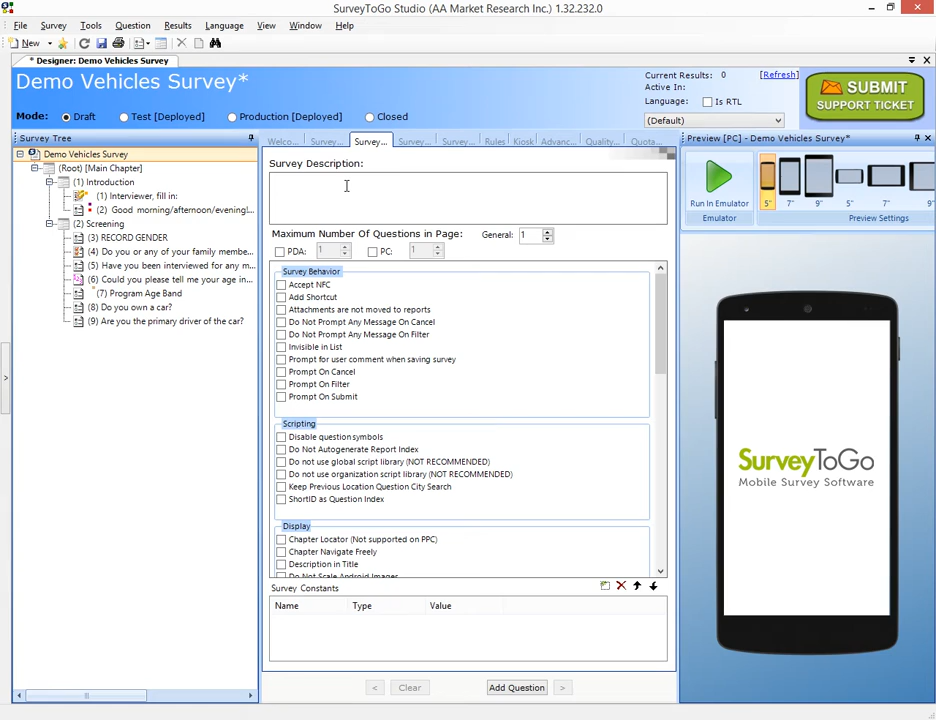 SurveyToGo Studio (AA Market Research Inc.) 1.32.232.0
File Survey Tools Question Results Language View Window Help
New
* Designer: Demo Vehicles Survey
Demo Vehicles Survey*
Current Results: 0 [Refresh]
Active In:
Language: Is RTL
(Default)
SUBMIT
SUPPORT TICKET
Mode: Draft Test [Deployed] Production [Deployed] Closed
Survey Tree
Demo Vehicles Survey
(Root) [Main Chapter]
(1) Introduction
(1) Interviewer, fill in:
(2) Good morning/afternoon/evening!...
(2) Screening
(3) RECORD GENDER
(4) Do you or any of your family membe...
(5) Have you been interviewed for any m...
(6) Could you please tell me your age in...
(7) Program Age Band
(8) Do you own a car?
(9) Are you the primary driver of the car?
Welco... Survey... Survey... Survey... Survey... Rules Kiosk Advanc... Quality... Quota...
Survey Description:
Maximum Number Of Questions in Page: General: 1
PDA: 1 PC: 1
Survey Behavior
Accept NFC
Add Shortcut
Attachments are not moved to reports
Do Not Prompt Any Message On Cancel
Do Not Prompt Any Message On Filter
Invisible in List
Prompt for user comment when saving survey
Prompt On Cancel
Prompt On Filter
Prompt On Submit
Scripting
Disable question symbols
Do Not Autogenerate Report Index
Do not use global script library (NOT RECOMMENDED)
Do not use organization script library (NOT RECOMMENDED)
Keep Previous Location Question City Search
ShortID as Question Index
Display
Chapter Locator (Not supported on PPC)
Chapter Navigate Freely
Description in Title
Do Not Scale Android Images
Survey Constants
Name Type Value
< Clear Add Question >
Preview [PC] - Demo Vehicles Survey*
Run In Emulator
5" 7" 9" 5" 7" 9"
Emulator Preview Settings
SurveyToGo
Mobile Survey Software